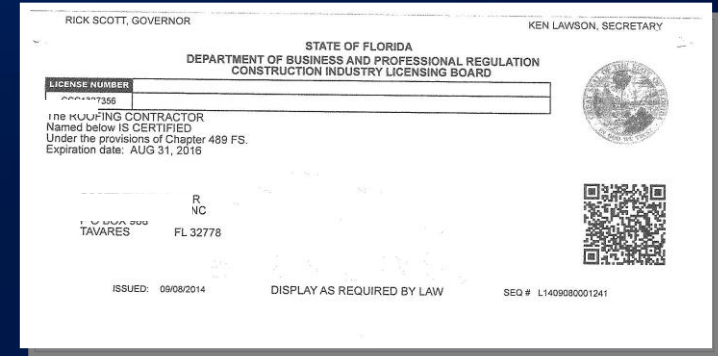 RICK SCOTT, GOVERNOR
KEN LAWSON, SECRETARY
STATE OF FLORIDA
DEPARTMENT OF BUSINESS AND PROFESSIONAL REGULATION
CONSTRUCTION INDUSTRY LICENSING BOARD
LICENSE NUMBER
The ROOFING CONTRACTOR
Named below IS CERTIFIED
Under the provisions of Chapter 489 FS.
Expiration date: AUG 31, 2016
R
NC
TAVARES FL 32778
ISSUED: 09/08/2014
DISPLAY AS REQUIRED BY LAW
SEQ # L1409080001241